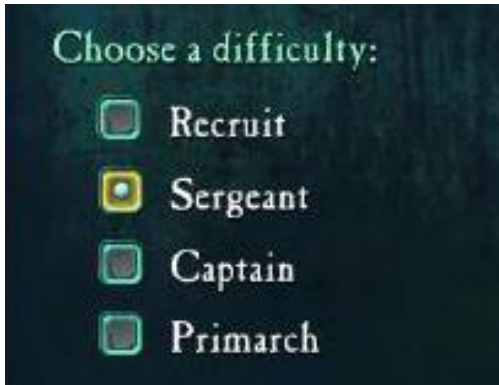 Choose a difficulty:
Recruit
Sergeant
Captain
Primarch